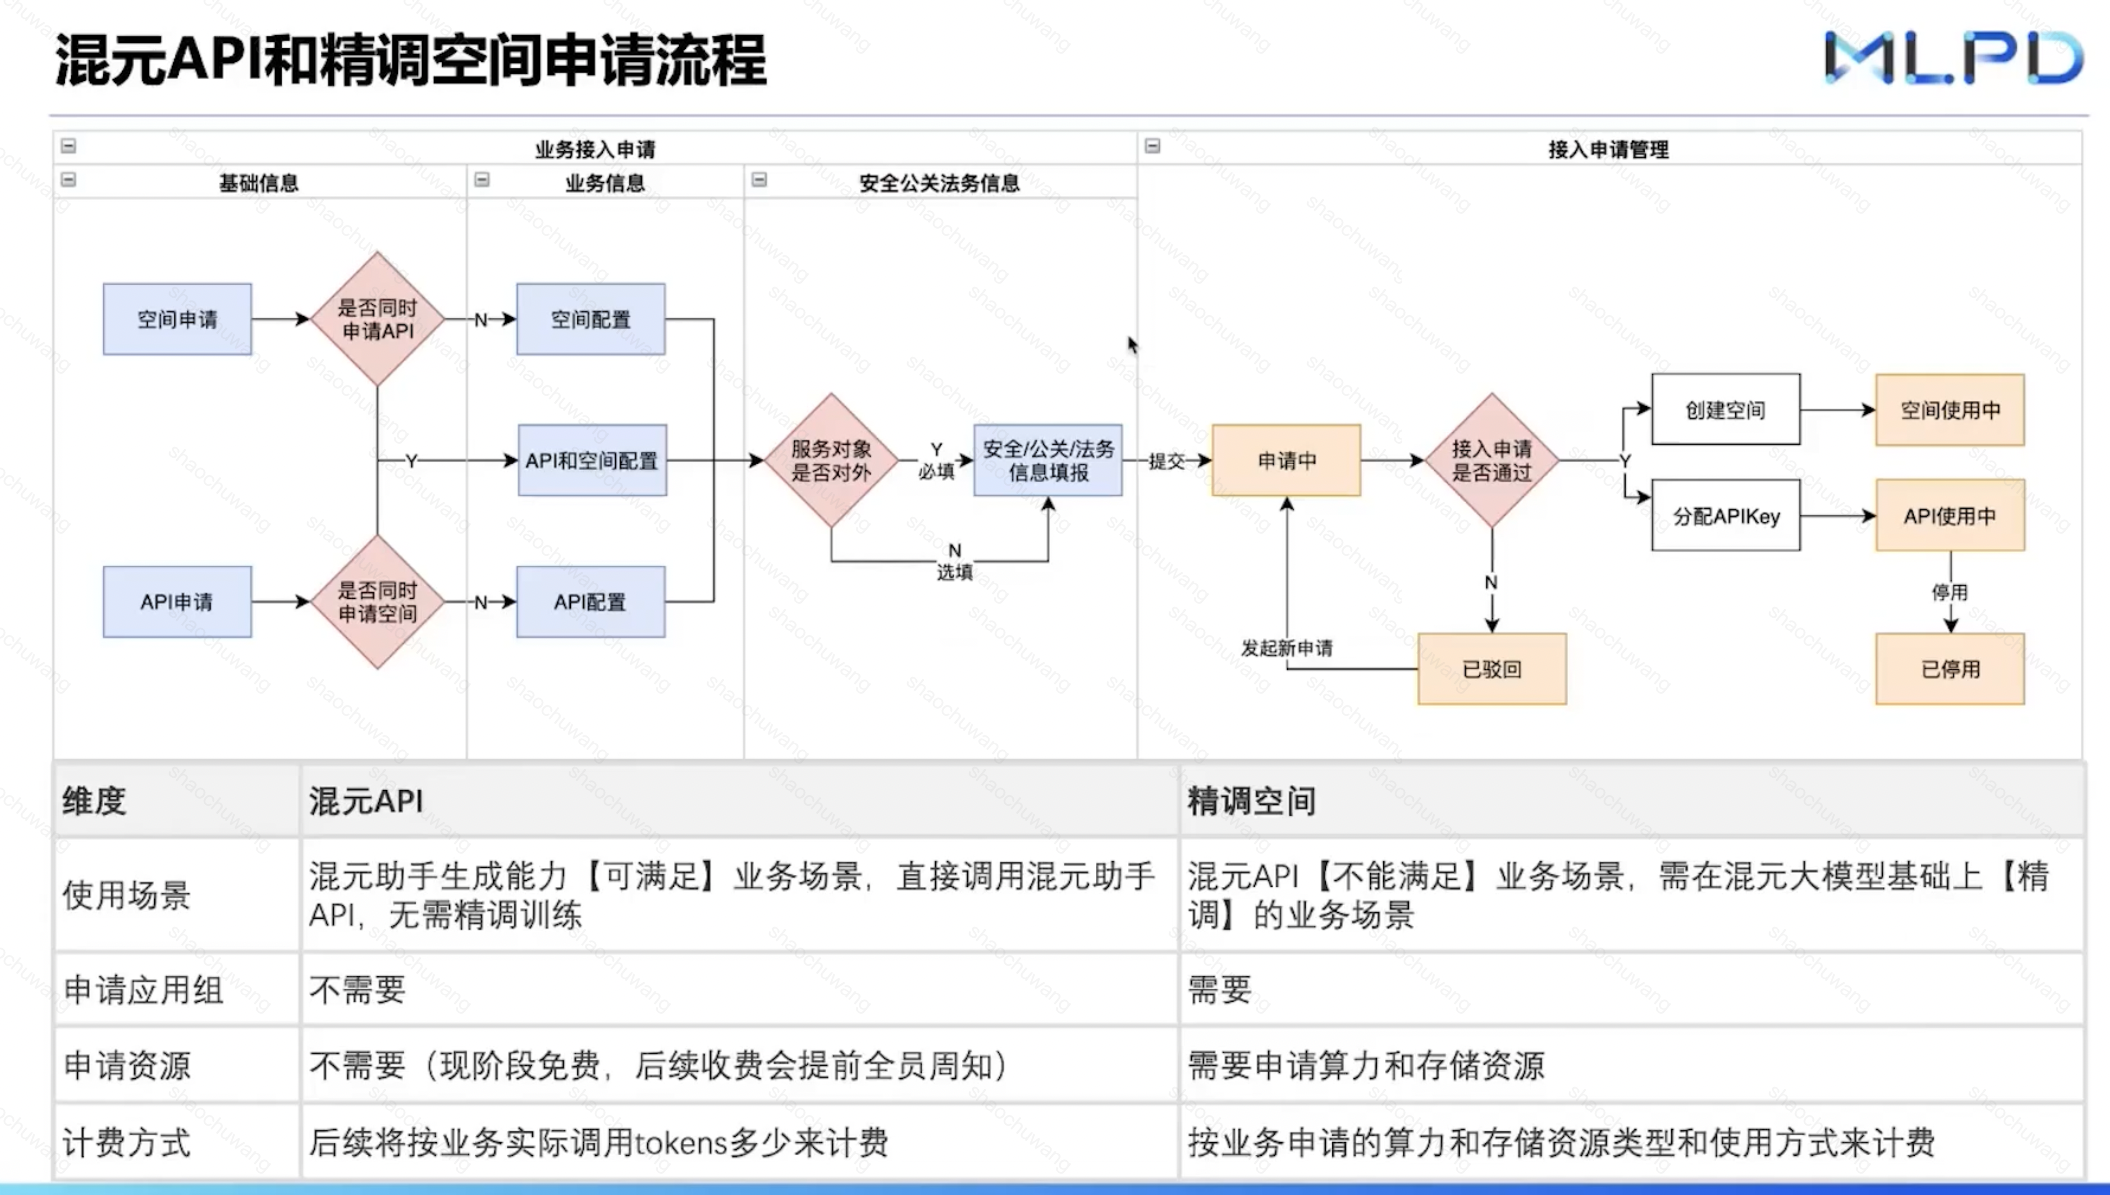 混元API和精调空间申请流程
MLPD
业务接入申请
接入申请管理
基础信息
业务信息
安全公关法务信息
空间申请
是否同时
申请API
N
空间配置
Y
API和空间配置
API申请
是否同时
申请空间
N
API配置
服务对象
是否对外
Y
必填
N
选填
安全/公关/法务
信息填报
提交
申请中
接入申请
是否通过
Y
创建空间
空间使用中
分配APIKey
API使用中
停用
已停用
N
已驳回
发起新申请
维度
混元API
精调空间
使用场景
混元助手生成能力【可满足】业务场景，直接调用混元助手
API，无需精调训练
混元API【不能满足】业务场景，需在混元大模型基础上【精
调】的业务场景
申请应用组
不需要
需要
申请资源
不需要（现阶段免费，后续收费会提前全员周知）
需要申请算力和存储资源
计费方式
后续将按业务实际调用tokens多少来计费
按业务申请的算力和存储资源类型和使用方式来计费
shaochuwang